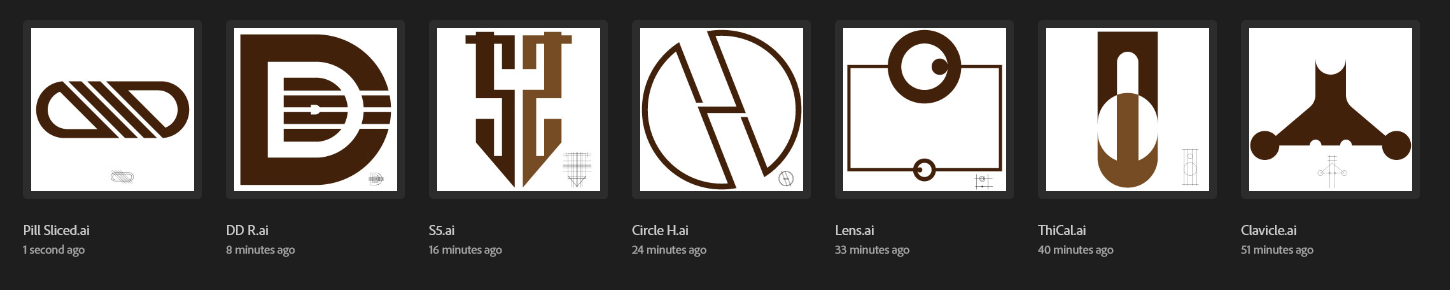 Pill Sliced.ai
1 second ago
DD R.ai
8 minutes ago
S5.ai
16 minutes ago
Circle H.ai
24 minutes ago
Lens.ai
33 minutes ago
ThiCal.ai
40 minutes ago
Clavicle.ai
51 minutes ago